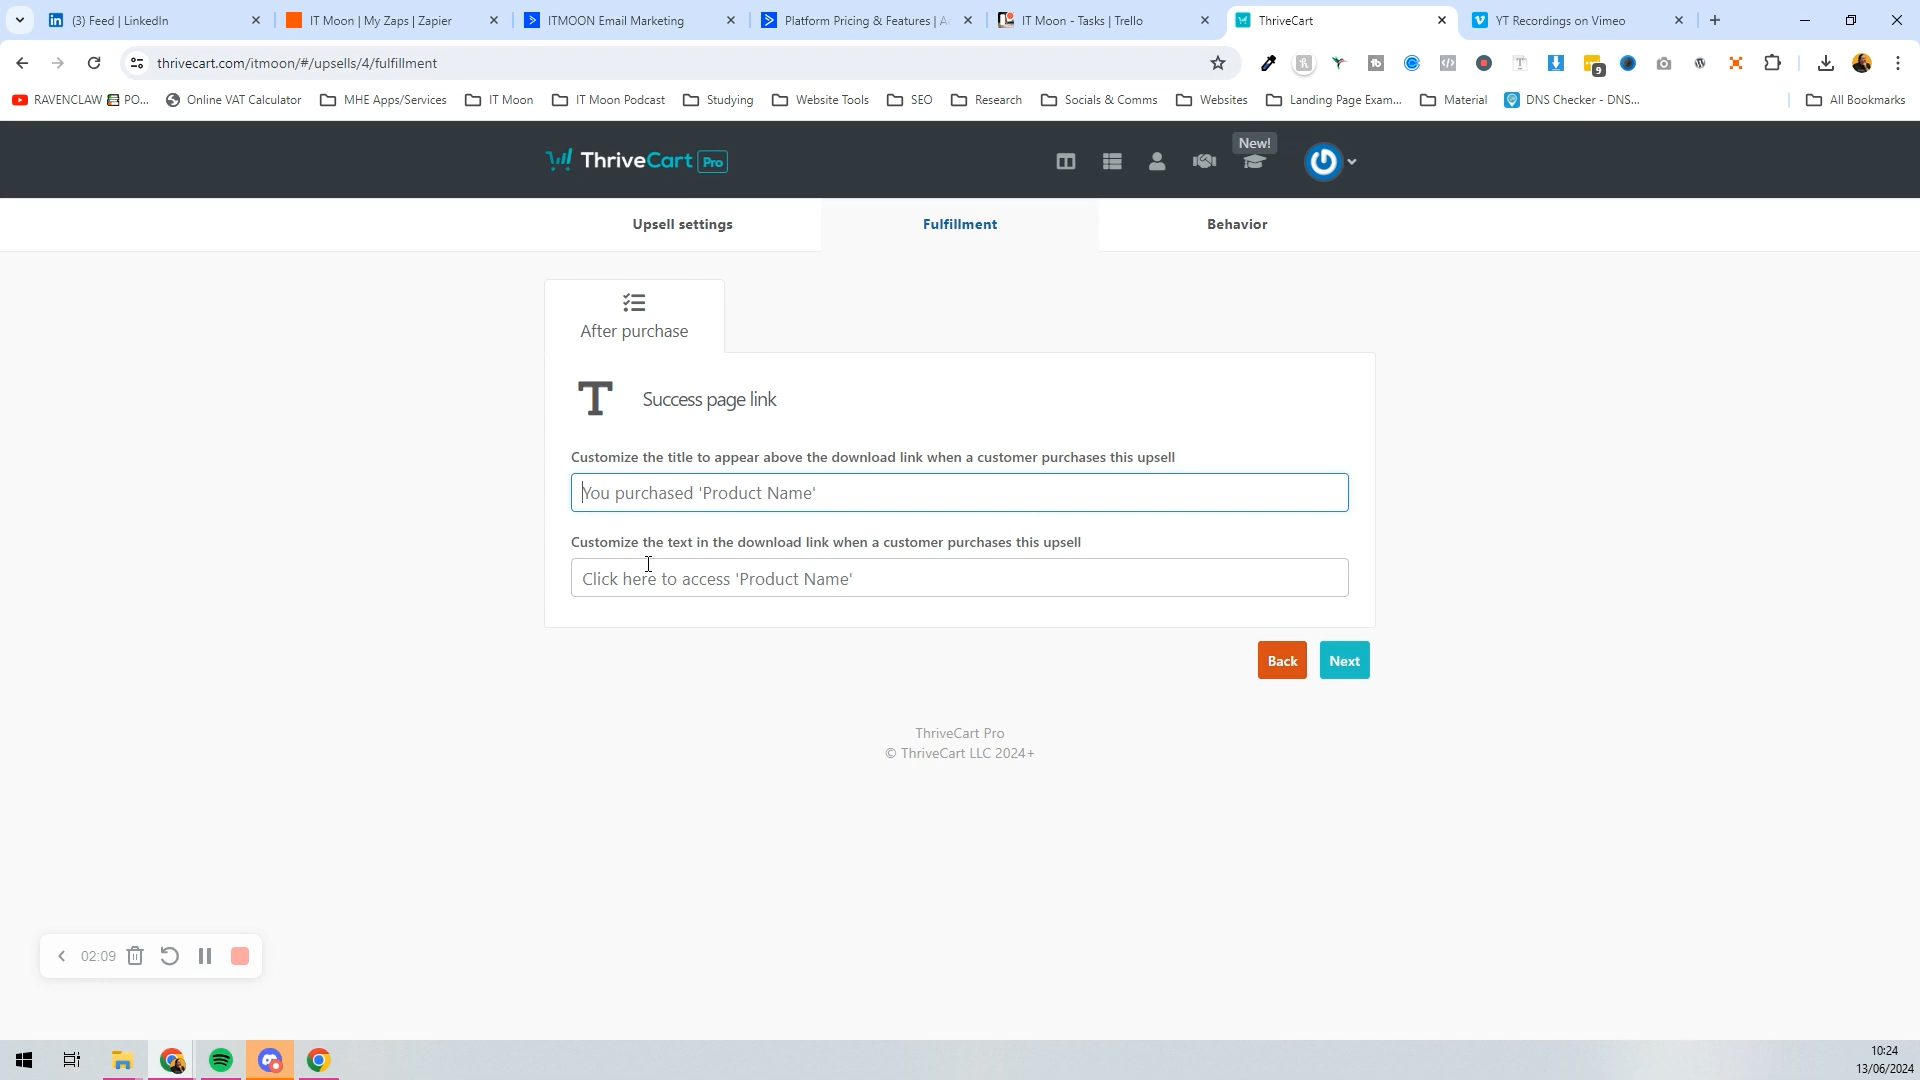 (3) Feed | LinkedIn
IT Moon | My Zaps | Zapier
ITMOON Email Marketing
Platform Pricing & Features | A
IT Moon - Tasks | Trello
ThriveCart
YT Recordings on Vimeo
thrivecart.com/itmoon/#/upsells/4/fulfillment
9
RAVENCLAW PO...
Online VAT Calculator
MHE Apps/Services
IT Moon
IT Moon Podcast
Studying
Website Tools
SEO
Research
Socials & Comms
Websites
Landing Page Exam...
Material
DNS Checker - DNS...
All Bookmarks
ThriveCart Pro
New!
Upsell settings
Fulfillment
Behavior
After purchase
T Success page link
Customize the title to appear above the download link when a customer purchases this upsell
You purchased 'Product Name'
Customize the text in the download link when a customer purchases this upsell
Click here to access 'Product Name'
Back
Next
ThriveCart Pro
© ThriveCart LLC 2024+
02:09
10:24
13/06/2024